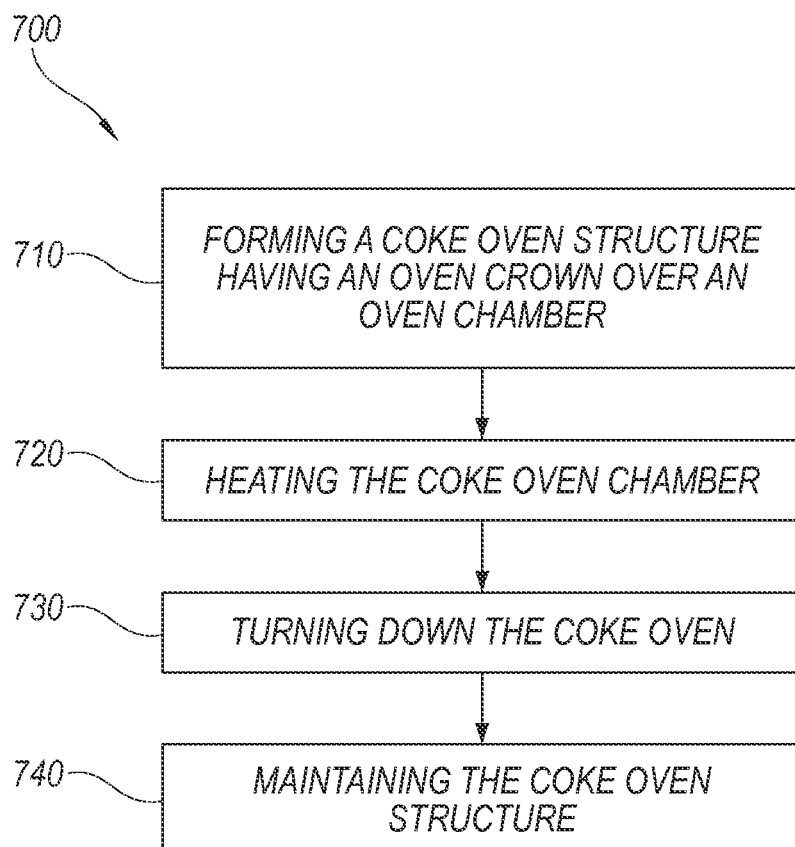 700
710
FORMING A COKE OVEN STRUCTURE
HAVING AN OVEN CROWN OVER AN
OVEN CHAMBER
720
HEATING THE COKE OVEN CHAMBER
730
TURNING DOWN THE COKE OVEN
740
MAINTAINING THE COKE OVEN
STRUCTURE